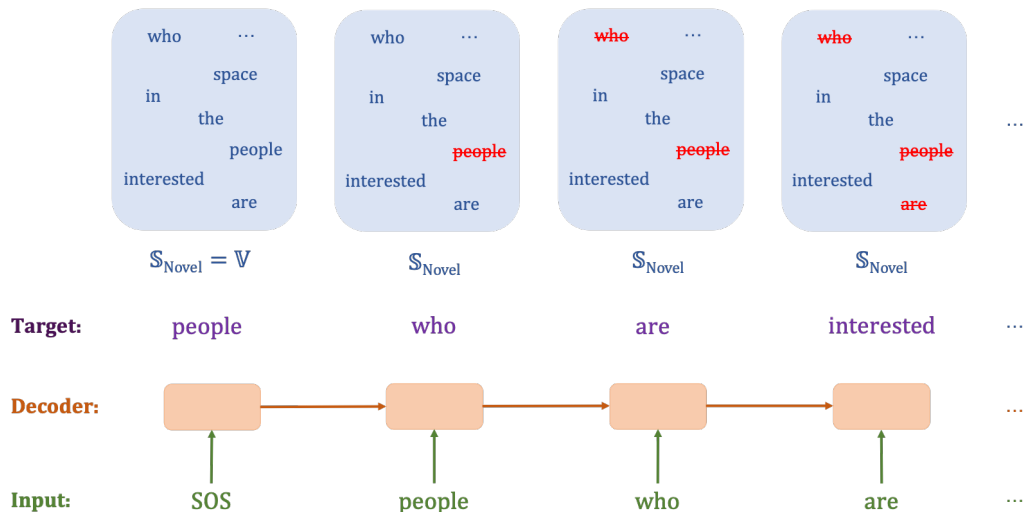 who ... who ... who ... who ...
space space space space
in in in in
the the the the ...
people people people people
interested interested interested interested
are are are are
𝕊Novel = 𝕍 𝕊Novel 𝕊Novel 𝕊Novel
Target: people who are interested ...
Decoder: ...
Input: SOS people who are ...